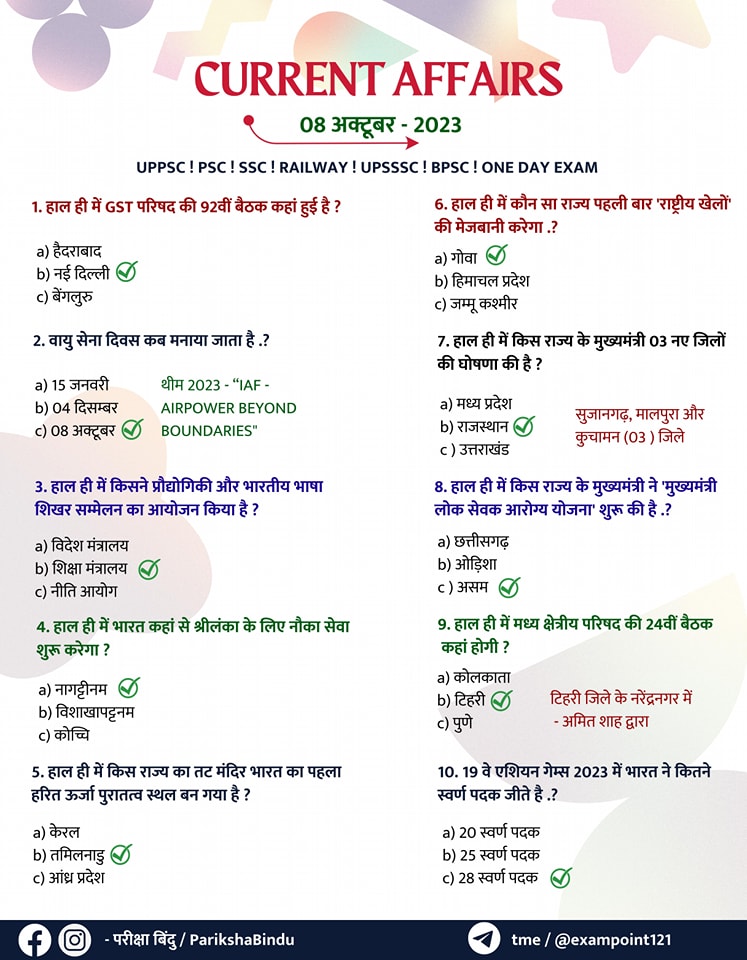 CURRENT AFFAIRS
08 अक्टूबर - 2023
UPPSC ! PSC ! SSC ! RAILWAY ! UPSSSC ! BPSC ! ONE DAY EXAM
1. हाल ही में GST परिषद की 92वीं बैठक कहां हुई है ?
a) हैदराबाद
b) नई दिल्ली
c) बेंगलुरु
2. वायु सेना दिवस कब मनाया जाता है .?
a) 15 जनवरी
b) 04 दिसम्बर
c) 08 अक्टूबर
थीम 2023 - “IAF -
AIRPOWER BEYOND
BOUNDARIES"
3. हाल ही में किसने प्रौद्योगिकी और भारतीय भाषा
शिखर सम्मेलन का आयोजन किया है ?
a) विदेश मंत्रालय
b) शिक्षा मंत्रालय
c) नीति आयोग
4. हाल ही में भारत कहां से श्रीलंका के लिए नौका सेवा
शुरू करेगा ?
a) नागट्टीनम
b) विशाखापट्टनम
c) कोच्चि
5. हाल ही में किस राज्य का तट मंदिर भारत का पहला
हरित ऊर्जा पुरातत्व स्थल बन गया है ?
a) केरल
b) तमिलनाडु
c) आंध्र प्रदेश
6. हाल ही में कौन सा राज्य पहली बार 'राष्ट्रीय खेलों'
की मेजबानी करेगा .?
a) गोवा
b) हिमाचल प्रदेश
c) जम्मू कश्मीर
7. हाल ही में किस राज्य के मुख्यमंत्री 03 नए जिलों
की घोषणा की है ?
a) मध्य प्रदेश
b) राजस्थान
c ) उत्तराखंड
सुजानगढ़, मालपुरा और
कुचामन (03 ) जिले
8. हाल ही में किस राज्य के मुख्यमंत्री ने 'मुख्यमंत्री
लोक सेवक आरोग्य योजना' शुरू की है .?
a) छत्तीसगढ़
b) ओड़िशा
c ) असम
9. हाल ही में मध्य क्षेत्रीय परिषद की 24वीं बैठक
कहां होगी ?
a) कोलकाता
b) टिहरी
c) पुणे
टिहरी जिले के नरेंद्रनगर में
- अमित शाह द्वारा
10. 19 वे एशियन गेम्स 2023 में भारत ने कितने
स्वर्ण पदक जीते है .?
a) 20 स्वर्ण पदक
b) 25 स्वर्ण पदक
c) 28 स्वर्ण पदक
- परीक्षा बिंदु / ParikshaBindu
tme / @exampoint121